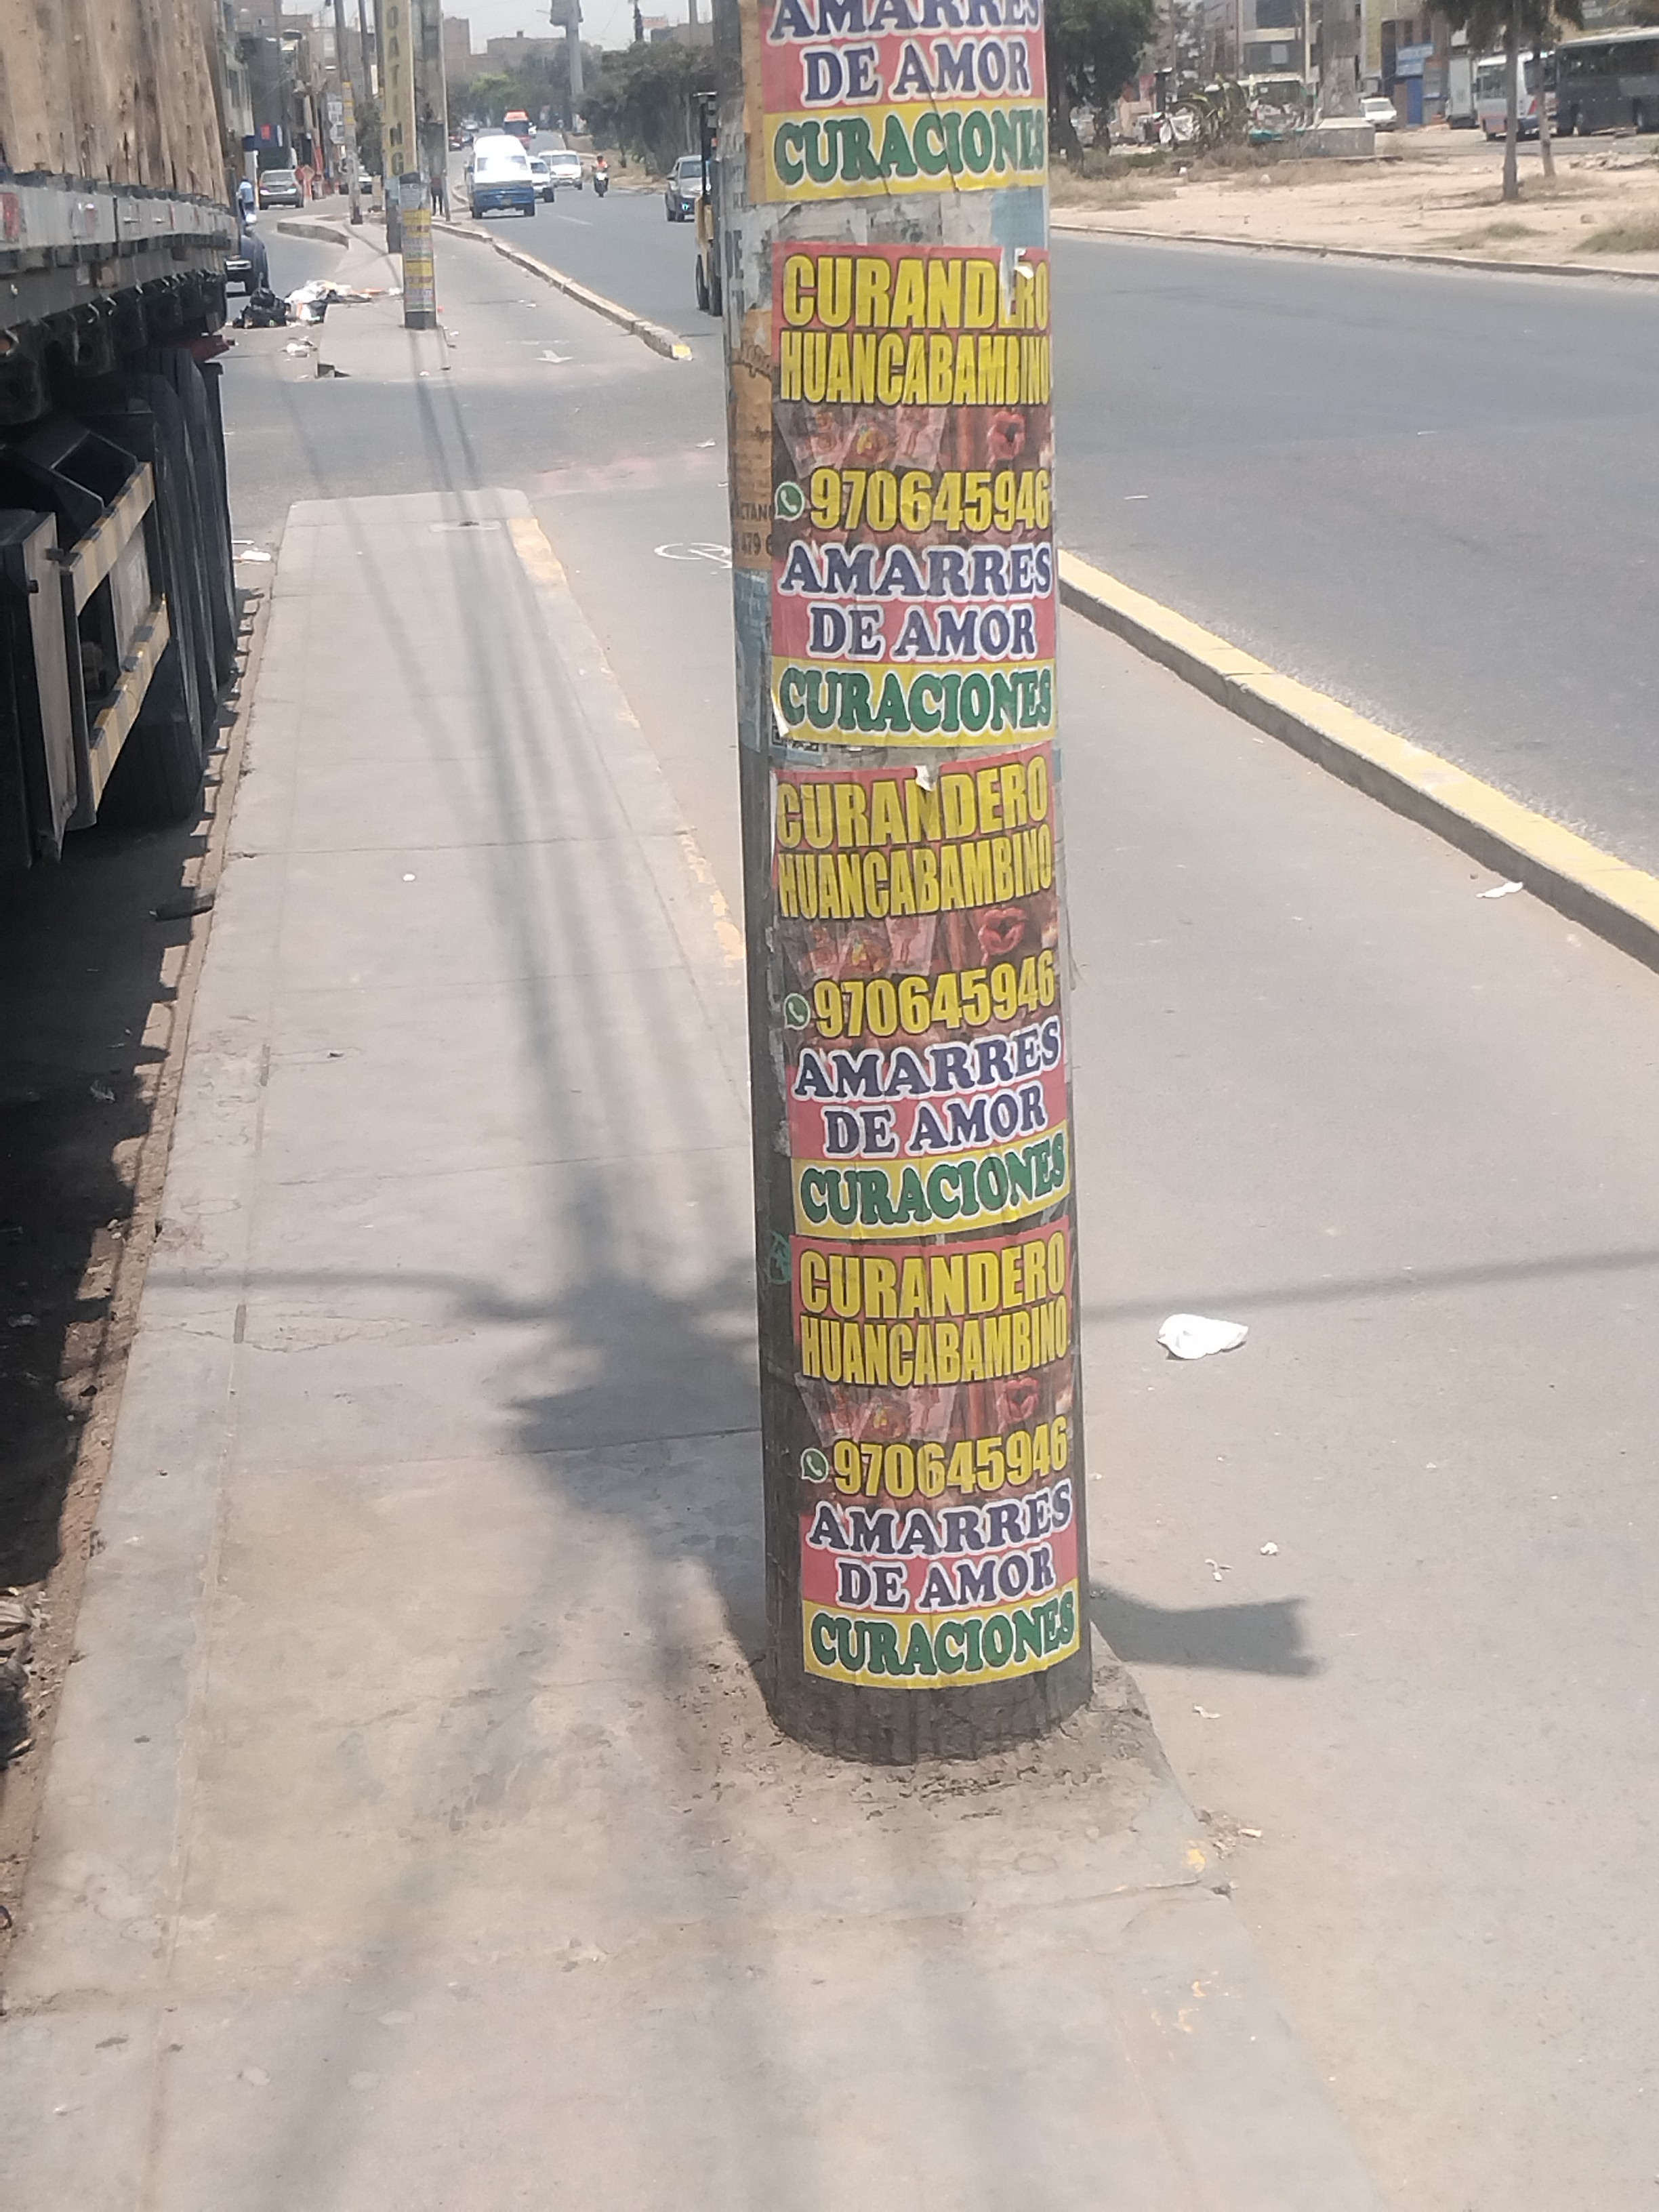 AMARRES
DE AMOR
CURACIONES
CURANDERO
HUANCABAMBINO
970645946
AMARRES
DE AMOR
CURACIONES
CURANDERO
HUANCABAMBINO
970645946
AMARRES
DE AMOR
CURACIONES
CURANDERO
HUANCABAMBINO
970645946
AMARRES
DE AMOR
CURACIONES